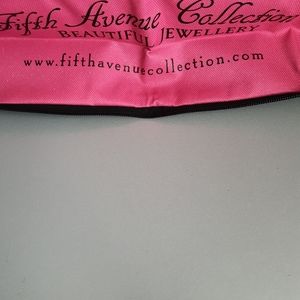 Fifth Avenue Collection
BEAUTIFUL JEWELLERY
www.fifthavenuecollection.com